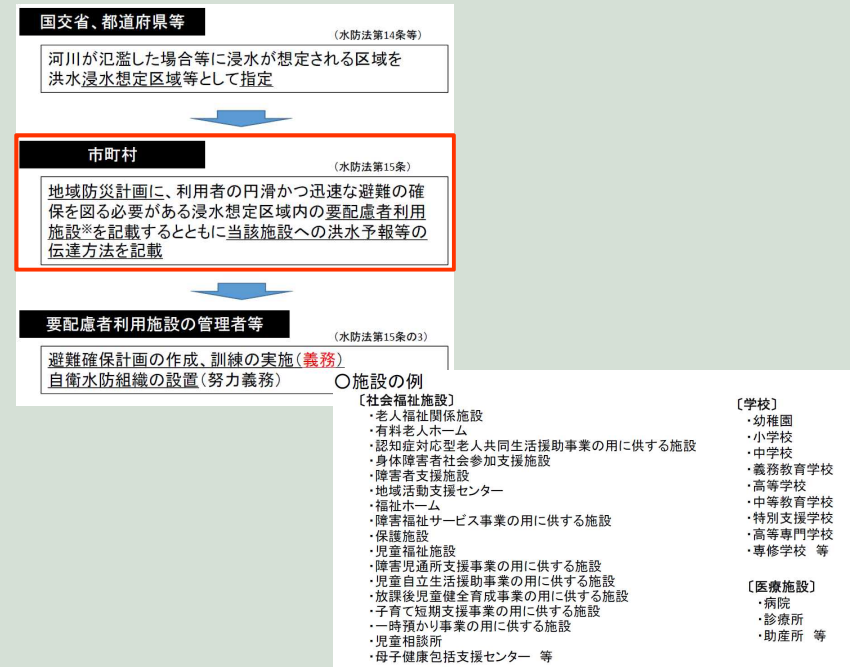 国交省、都道府県等
(水防法第14条等)
河川が氾濫した場合等に浸水が想定される区域を
洪水浸水想定区域等として指定
市町村
(水防法第15条)
地域防災計画に、利用者の円滑かつ迅速な避難の確
保を図る必要がある浸水想定区域内の要配慮者利用
施設※を記載するとともに当該施設への洪水予報等の
伝達方法を記載
要配慮者利用施設の管理者等
(水防法第15条の3)
避難確保計画の作成、訓練の実施(義務)
自衛水防組織の設置(努力義務)
〇施設の例
〔社会福祉施設〕
・老人福祉関係施設
・有料老人ホーム
・認知症対応型老人共同生活援助事業の用に供する施設
・身体障害者社会参加支援施設
・障害者支援施設
・地域活動支援センター
・福祉ホーム
・障害福祉サービス事業の用に供する施設
・保護施設
・児童福祉施設
・障害児通所支援事業の用に供する施設
・児童自立生活援助事業の用に供する施設
・放課後児童健全育成事業の用に供する施設
・子育て短期支援事業の用に供する施設
・一時預かり事業の用に供する施設
・児童相談所
・母子健康包括支援センター 等
〔学校〕
・幼稚園
・小学校
・中学校
・義務教育学校
・高等学校
・中等教育学校
・特別支援学校
・高等専門学校
・専修学校 等
〔医療施設〕
・病院
・診療所
・助産所 等